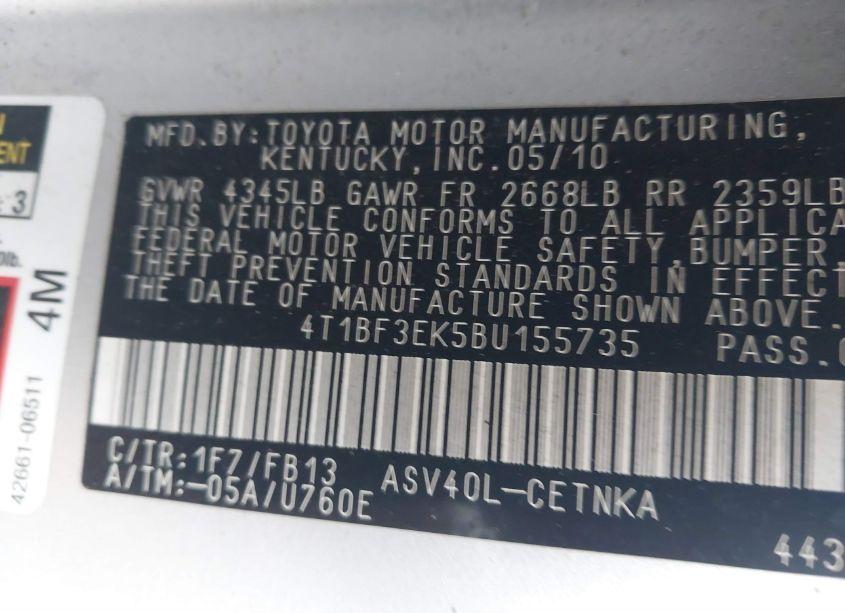 MFD.BY:TOYOTA MOTOR MANUFACTURING,
KENTUCKY,INC.05/10
GVWR 4345LB GAWR FR 2668LB RR 2359LB
THIS VEHICLE CONFORMS TO ALL
FEDERAL MOTOR VEHICLE SAFETY,BUMPER,
THEFT PREVENTION STANDARDS IN EFFECT
THE DATE OF MANUFACTURE SHOWN ABOVE.
4T1BF3EK5BU155735 PASS.
C/TR:1F7/FB13
A/TM:-05A/U760E
ASV40L-CETNKA
443
3
4M
42661-06511